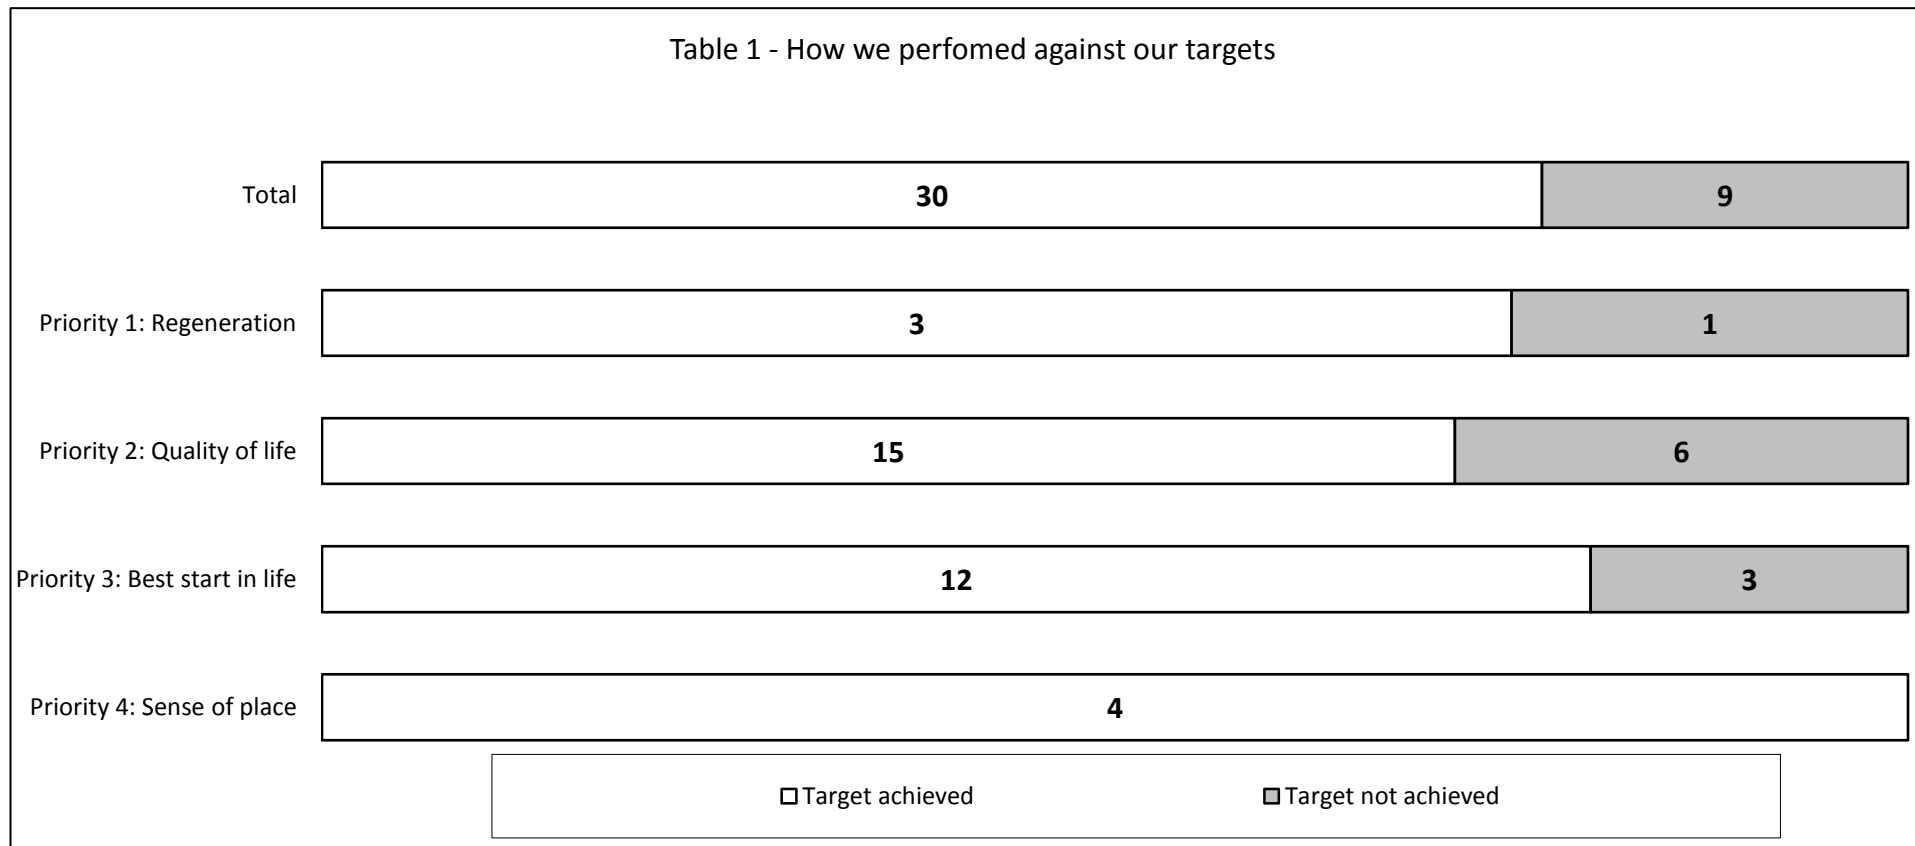 Table 1 - How we perfomed against our targets
Total 30 9
Priority 1: Regeneration 3 1
Priority 2: Quality of life 15 6
Priority 3: Best start in life 12 3
Priority 4: Sense of place 4
Target achieved Target not achieved